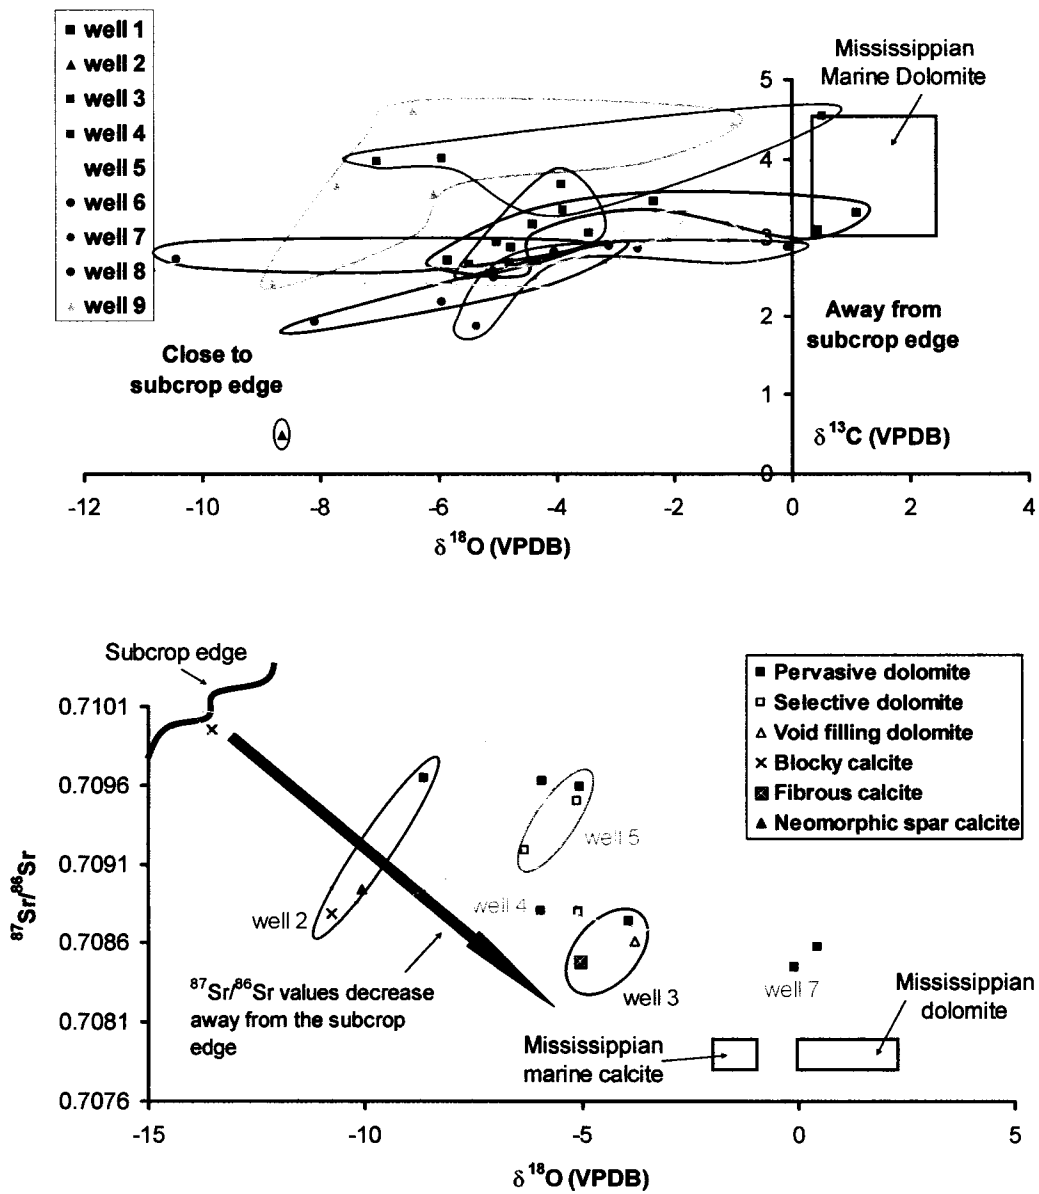 well 1
well 2
well 3
well 4
well 5
well 6
well 7
well 8
well 9
Mississippian
Marine Dolomite
5
4
3
2
1
0
Close to
subcrop edge
Away from
subcrop edge
δ 13C (VPDB)
-12 -10 -8 -6 -4 -2 0 2 4
δ 18O (VPDB)
Subcrop edge
Pervasive dolomite
Selective dolomite
Void filling dolomite
Blocky calcite
Fibrous calcite
Neomorphic spar calcite
0.7101
0.7096
0.7091
0.7086
0.7081
0.7076
87Sr/86Sr
well 5
well 4
well 2
well 3
well 7
87Sr/86Sr values decrease
away from the subcrop
edge
Mississippian
dolomite
Mississippian
marine calcite
-15 -10 -5 0 5
δ 18O (VPDB)